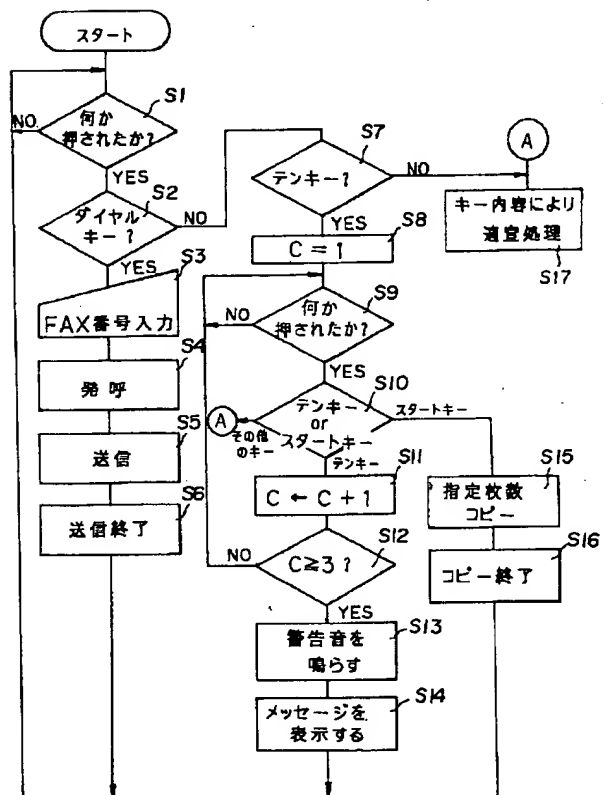 スタート
S1
何か
押されたか?
NO
YES
S2
ダイヤル
キー?
NO
YES
S3
FAX番号入力
S4
発呼
S5
送信
S6
送信終了
S7
テンキー?
NO
YES
A
キー内容により
適宜処理
S17
S8
C=1
S9
何か
押されたか?
NO
YES
S10
テンキー
or
スタートキー
スタートキー
A
その他
のキー
テンキー
S11
C←C+1
S12
C≧3?
NO
YES
S13
警告音を
鳴らす
S14
メッセージを
表示する
S15
指定枚数
コピー
S16
コピー終了